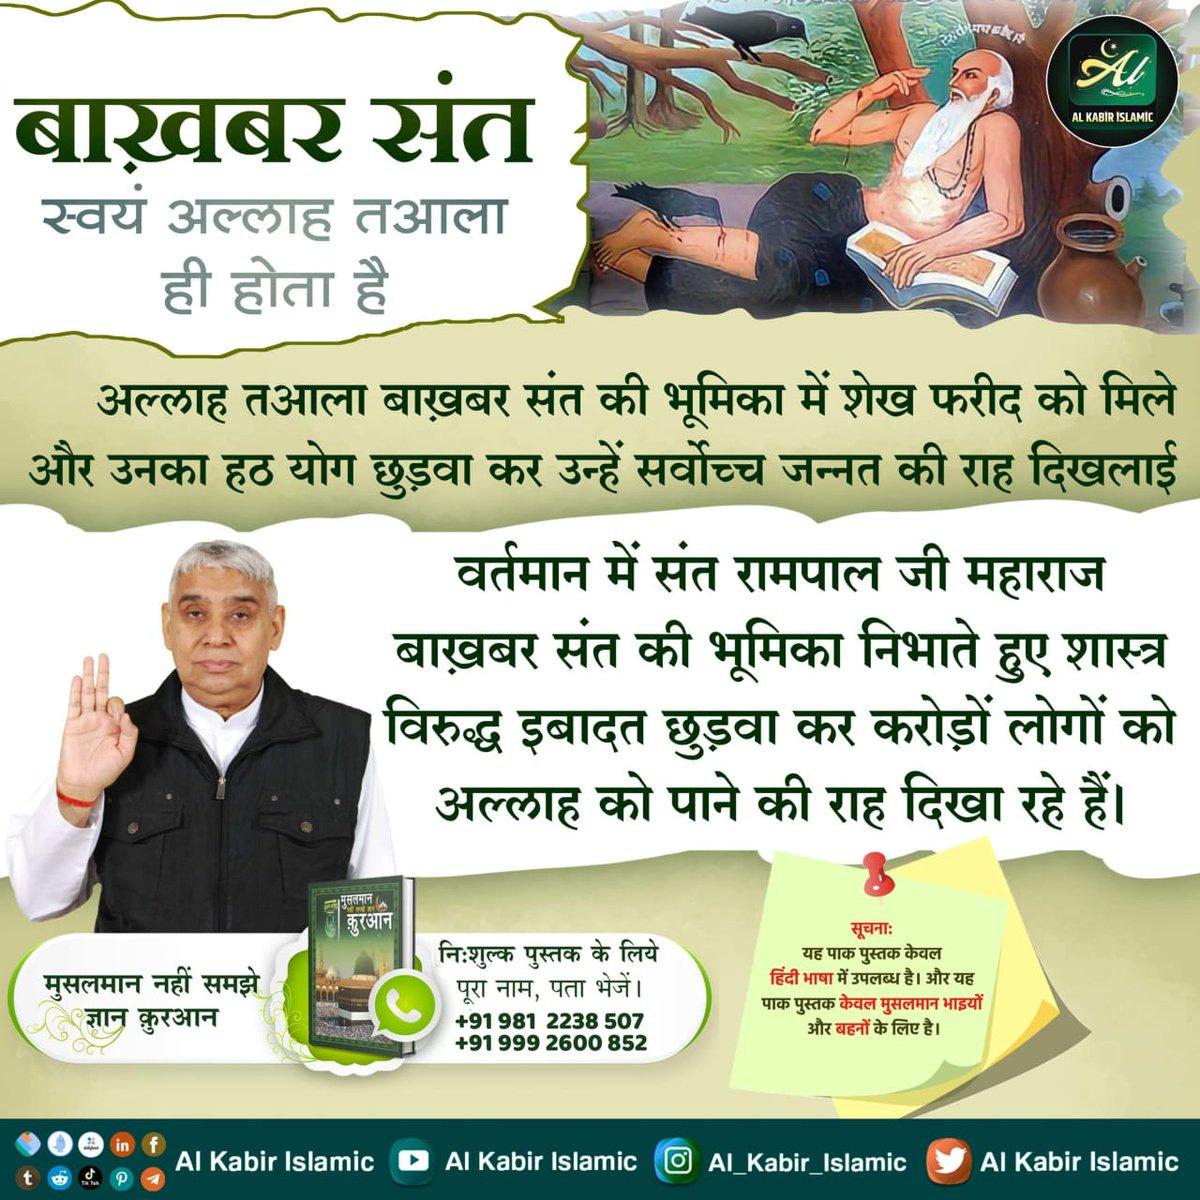 बाख़बर संत
स्वयं अल्लाह तआला
ही होता है
AL KABIR ISLAMIC
अल्लाह तआला बाख़बर संत की भूमिका में शेख फरीद को मिले
और उनका हठ योग छुड़वा कर उन्हें सर्वोच्च जन्नत की राह दिखलाई
वर्तमान में संत रामपाल जी महाराज
बाख़बर संत की भूमिका निभाते हुए शास्त्र
विरुद्ध इबादत छुड़वा कर करोड़ों लोगों को
अल्लाह को पाने की राह दिखा रहे हैं।
मुसलमान नहीं समझे
ज्ञान क़ुरआन
मुसलमान
नहीं समझे ज्ञान
क़ुरआन
नि:शुल्क पुस्तक के लिये
पूरा नाम, पता भेजें।
+91 981 2238 507
+91 999 2600 852
सूचना:
यह पाक पुस्तक केवल
हिंदी भाषा में उपलब्ध है। और यह
पाक पुस्तक केवल मुसलमान भाइयों
और बहनों के लिए है।
Al Kabir Islamic
Al Kabir Islamic
Al_Kabir_Islamic
Al Kabir Islamic